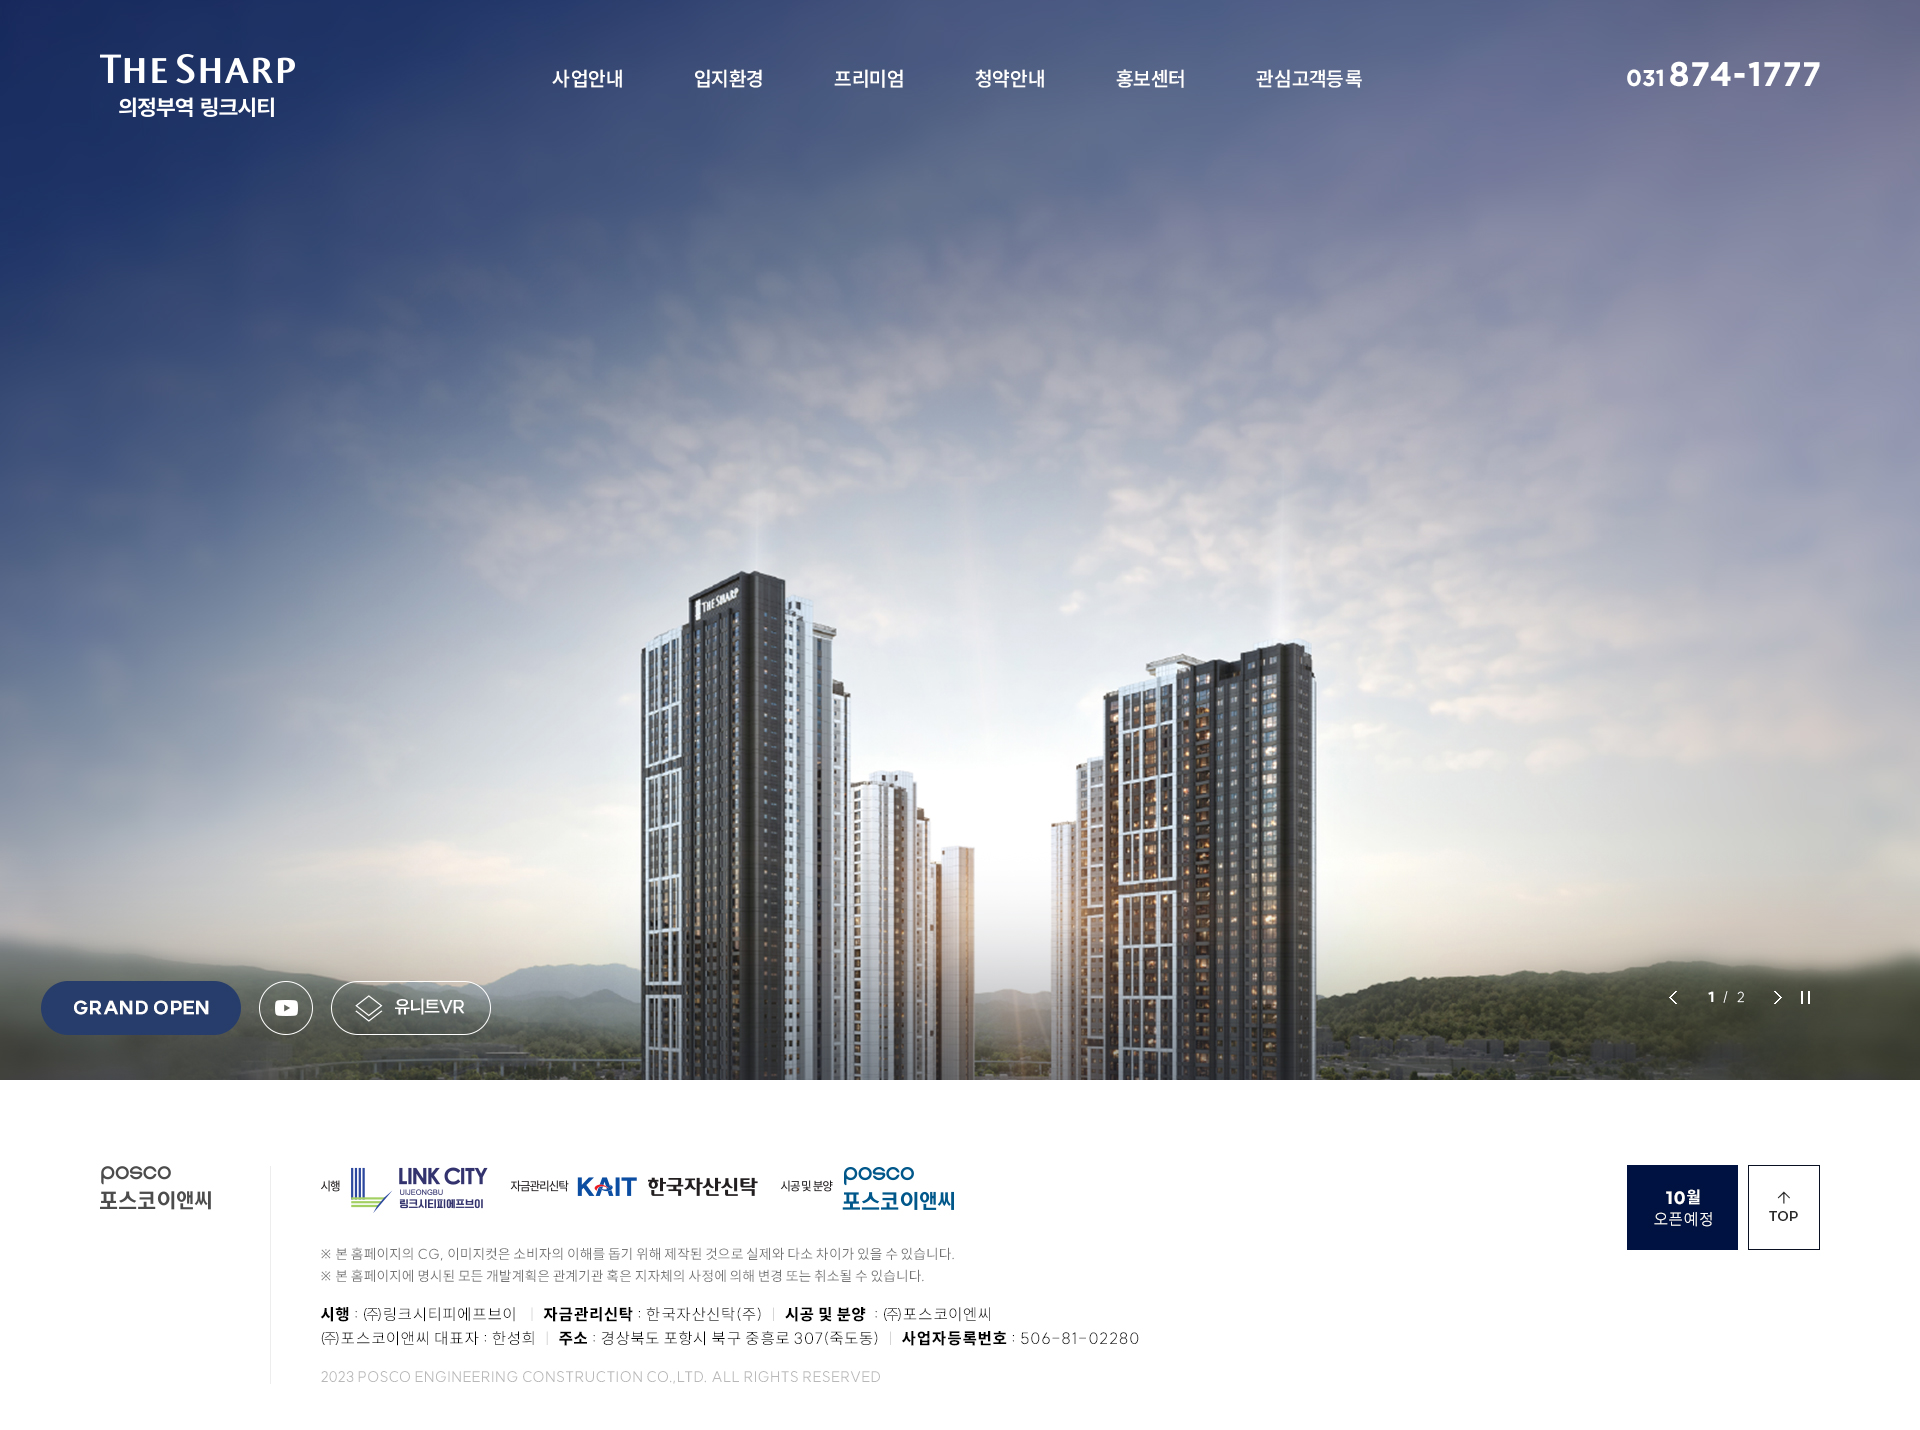 THE SHARP
의정부역 링크시티
사업안내 입지환경 프리미엄 청약안내 홍보센터 관심고객등록
031 874-1777
THE SHARP
GRAND OPEN
유니트VR
1 / 2
posco
포스코이앤씨
시행 LINK CITY
UIJEONGBU
링크시티피에프브이
자금관리신탁 KAIT 한국자산신탁
시공 및 분양 posco
포스코이앤씨
10월
오픈예정
TOP
※ 본 홈페이지의 CG, 이미지컷은 소비자의 이해를 돕기 위해 제작된 것으로 실제와 다소 차이가 있을 수 있습니다.
※ 본 홈페이지에 명시된 모든 개발계획은 관계기관 혹은 지자체의 사정에 의해 변경 또는 취소될 수 있습니다.
시행 : ㈜링크시티피에프브이 | 자금관리신탁 : 한국자산신탁(주) | 시공 및 분양 : ㈜포스코이엔씨
㈜포스코이앤씨 대표자 : 한성희 | 주소 : 경상북도 포항시 북구 중흥로 307(죽도동) | 사업자등록번호 : 506-81-02280
2023 POSCO ENGINEERING CONSTRUCTION CO.,LTD. ALL RIGHTS RESERVED